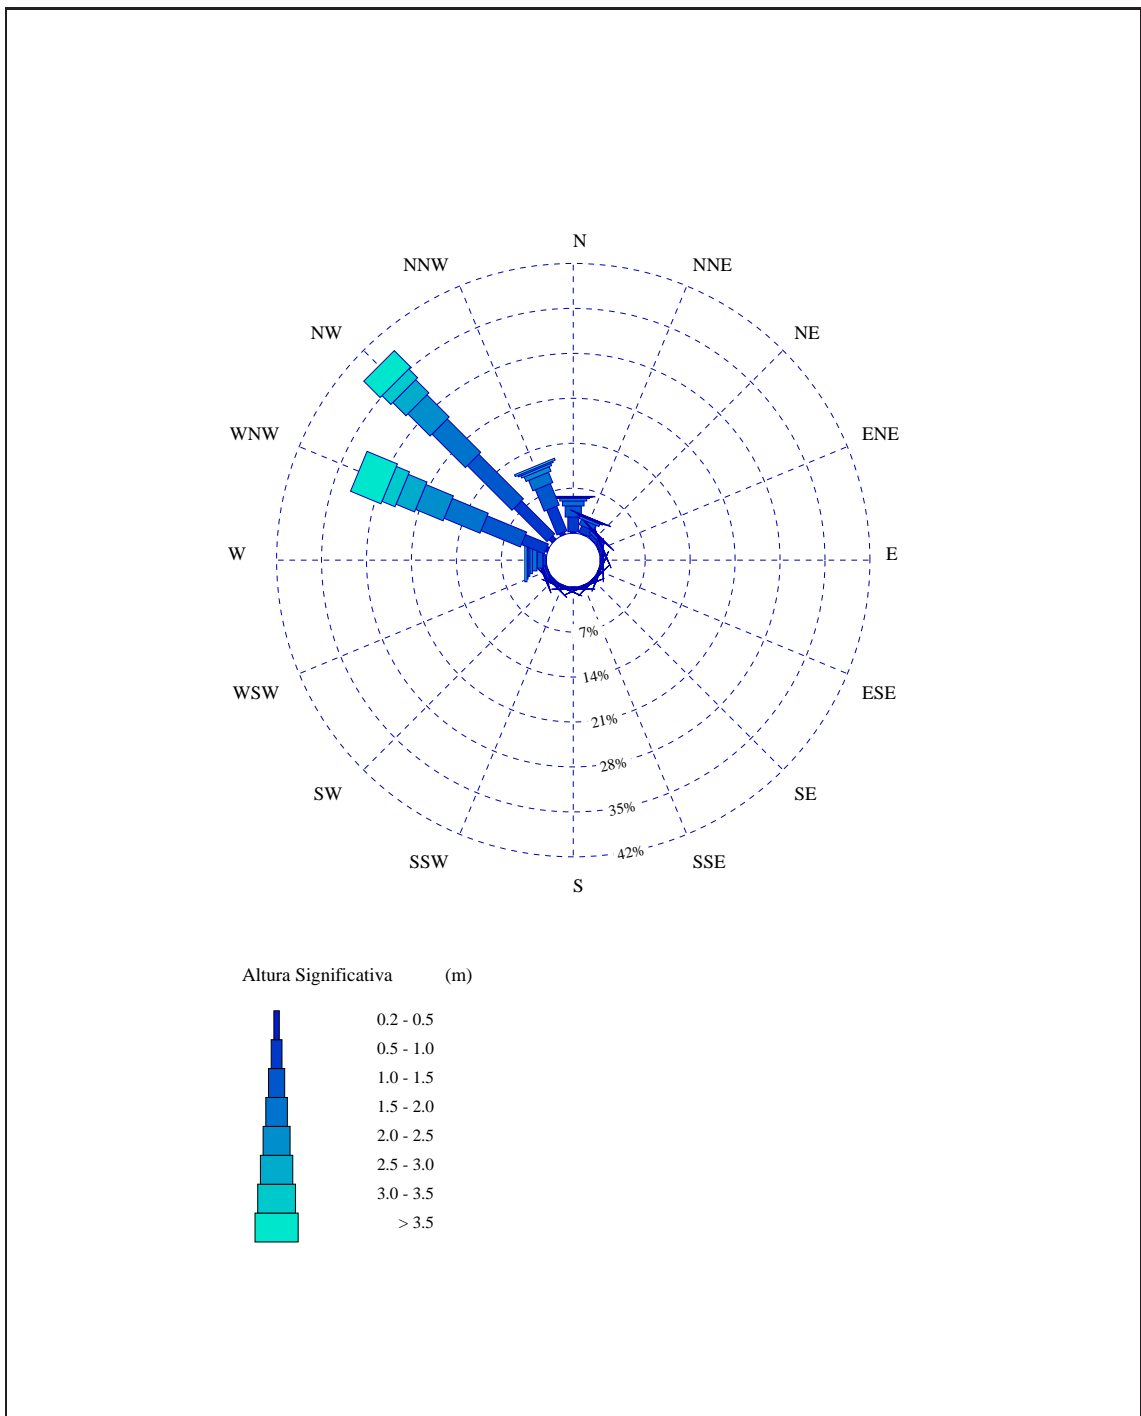 N
NNW
NNE
NW
NE
WNW
ENE
W
E
WSW
ESE
SW
SE
SSW
SSE
S
7%
14%
21%
28%
35%
42%
Altura Significativa (m)
0.2 - 0.5
0.5 - 1.0
1.0 - 1.5
1.5 - 2.0
2.0 - 2.5
2.5 - 3.0
3.0 - 3.5
> 3.5